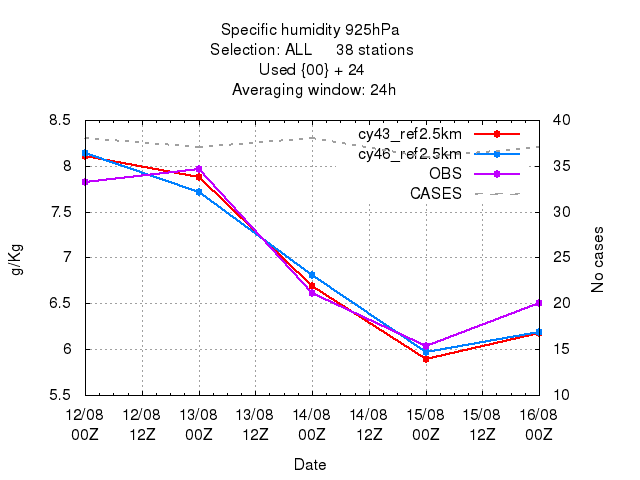 Specific humidity 925hPa
Selection: ALL 38 stations
Used {00} + 24
Averaging window: 24h
8.5
8
7.5
7
6.5
6
5.5
g/Kg
40
35
30
25
20
15
10
No cases
cy43_ref2.5km
cy46_ref2.5km
OBS
CASES
12/08 12/08 13/08 13/08 14/08 14/08 15/08 15/08 16/08
00Z 12Z 00Z 12Z 00Z 12Z 00Z 12Z 00Z
Date